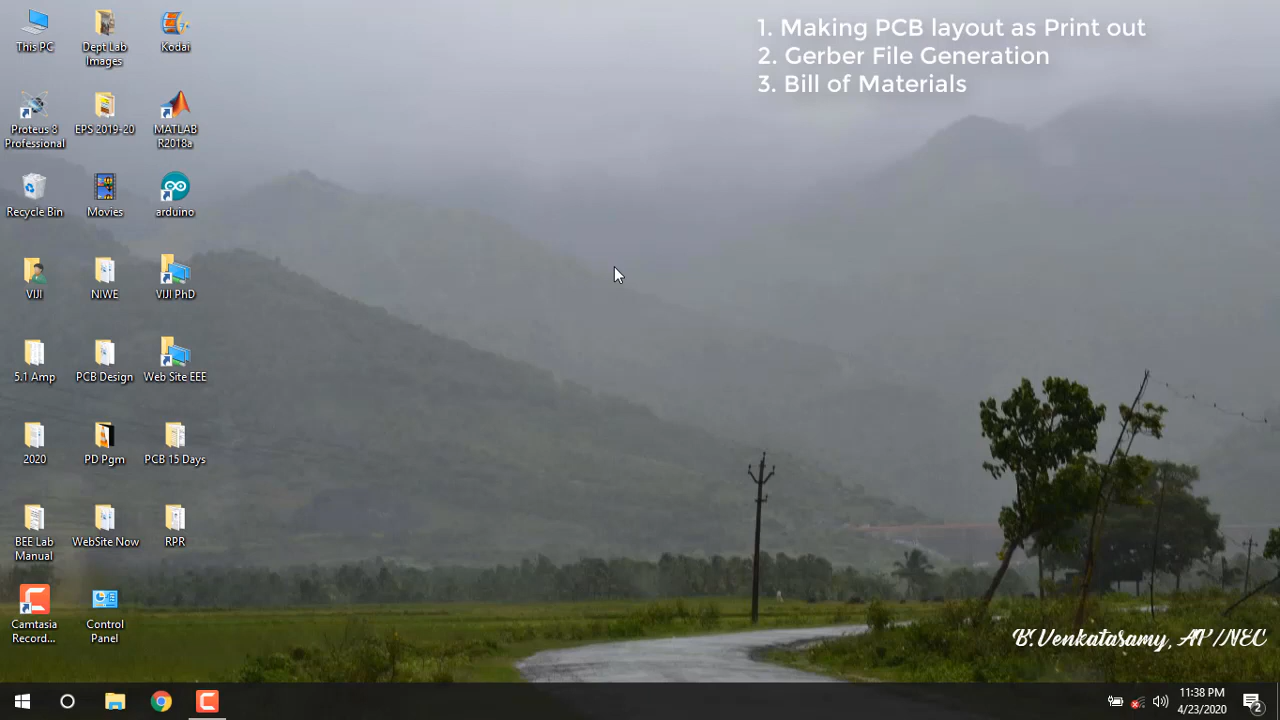 1. Making PCB layout as Print out
2. Gerber File Generation
3. Bill of Materials
This PC
Dept Lab
Images
Kodai
Proteus 8
Professional
EPS 2019-20
MATLAB
R2018a
Recycle Bin
Movies
arduino
VIJI
NIWE
VIJI PhD
5.1 Amp
PCB Design
Web Site EEE
2020
PD Pgm
PCB 15 Days
BEE Lab
Manual
WebSite Now
RPR
Camtasia
Record...
Control
Panel
B.Venkatasamy, AP/NEC
11:38 PM
4/23/2020
2